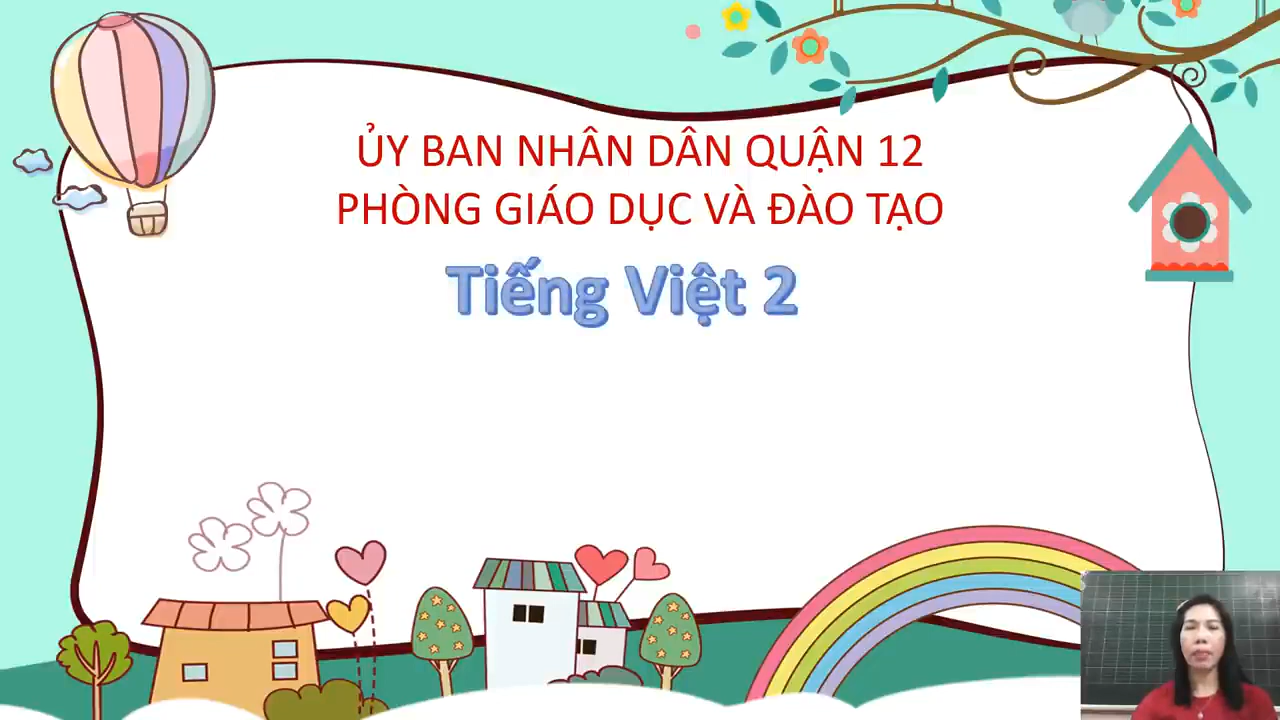 ỦY BAN NHÂN DÂN QUẬN 12
PHÒNG GIÁO DỤC VÀ ĐÀO TẠO
Tiếng Việt 2